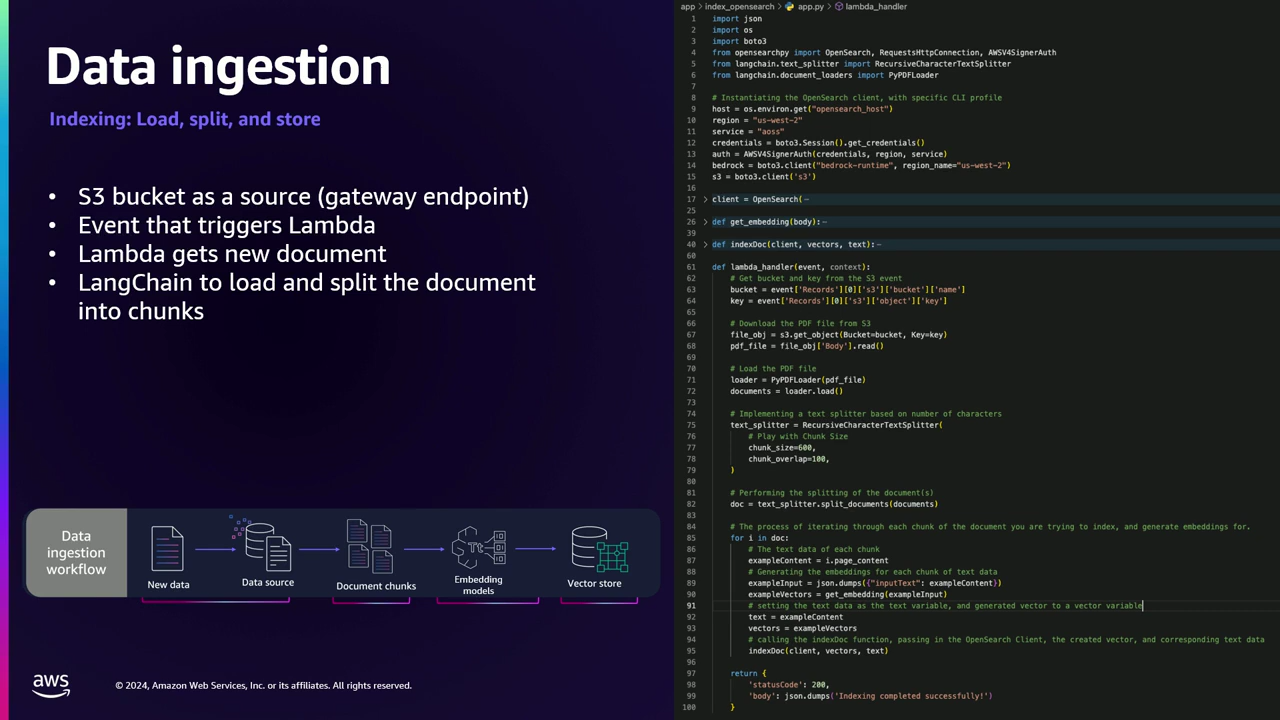 Data ingestion
Indexing: Load, split, and store
• S3 bucket as a source (gateway endpoint)
• Event that triggers Lambda
• Lambda gets new document
• LangChain to load and split the document
into chunks
Data
ingestion
workflow
New data
Data source
Document chunks
Embedding
models
Vector store
aws
© 2024, Amazon Web Services, Inc. or its affiliates. All rights reserved.
app > index_opensearch > app.py > lambda_handler
1 import json
2 import os
3 import boto3
4 from opensearchpy import OpenSearch, RequestsHttpConnection, AWSV4SignerAuth
5 from langchain.text_splitter import RecursiveCharacterTextSplitter
6 from langchain.document_loaders import PyPDFLoader
7
8 # Instantiating the OpenSearch client, with specific CLI profile
9 host = os.environ.get("opensearch_host")
10 region = "us-west-2"
11 service = "aoss"
12 credentials = boto3.Session().get_credentials()
13 auth = AWSV4SignerAuth(credentials, region, service)
14 bedrock = boto3.client("bedrock-runtime", region_name="us-west-2")
15 s3 = boto3.client('s3')
16
17 > client = OpenSearch(⋯
25
26 > def get_embedding(body):⋯
39
40 > def indexDoc(client, vectors, text):⋯
60
61 def lambda_handler(event, context):
62 # Get bucket and key from the S3 event
63 bucket = event['Records'][0]['s3']['bucket']['name']
64 key = event['Records'][0]['s3']['object']['key']
65
66 # Download the PDF file from S3
67 file_obj = s3.get_object(Bucket=bucket, Key=key)
68 pdf_file = file_obj['Body'].read()
69
70 # Load the PDF file
71 loader = PyPDFLoader(pdf_file)
72 documents = loader.load()
73
74 # Implementing a text splitter based on number of characters
75 text_splitter = RecursiveCharacterTextSplitter(
76 # Play with Chunk Size
77 chunk_size=600,
78 chunk_overlap=100,
79 )
80
81 # Performing the splitting of the document(s)
82 doc = text_splitter.split_documents(documents)
83
84 # The process of iterating through each chunk of the document you are trying to index, and generate embeddings for.
85 for i in doc:
86 # The text data of each chunk
87 exampleContent = i.page_content
88 # Generating the embeddings for each chunk of text data
89 exampleInput = json.dumps({"inputText": exampleContent})
90 exampleVectors = get_embedding(exampleInput)
91 # setting the text data as the text variable, and generated vector to a vector variable
92 text = exampleContent
93 vectors = exampleVectors
94 # calling the indexDoc function, passing in the OpenSearch Client, the created vector, and corresponding text data
95 indexDoc(client, vectors, text)
96
97 return {
98 'statusCode': 200,
99 'body': json.dumps('Indexing completed successfully!')
100 }